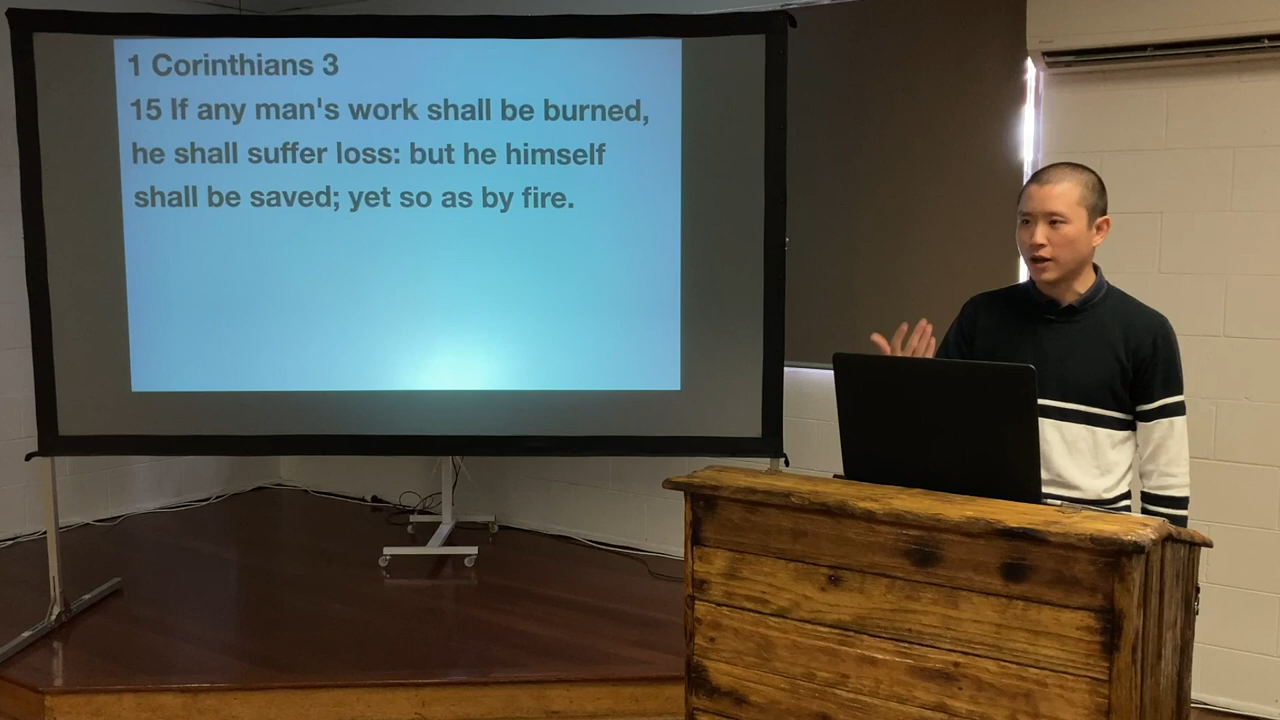 1 Corinthians 3
15 If any man's work shall be burned,
he shall suffer loss: but he himself
shall be saved; yet so as by fire.